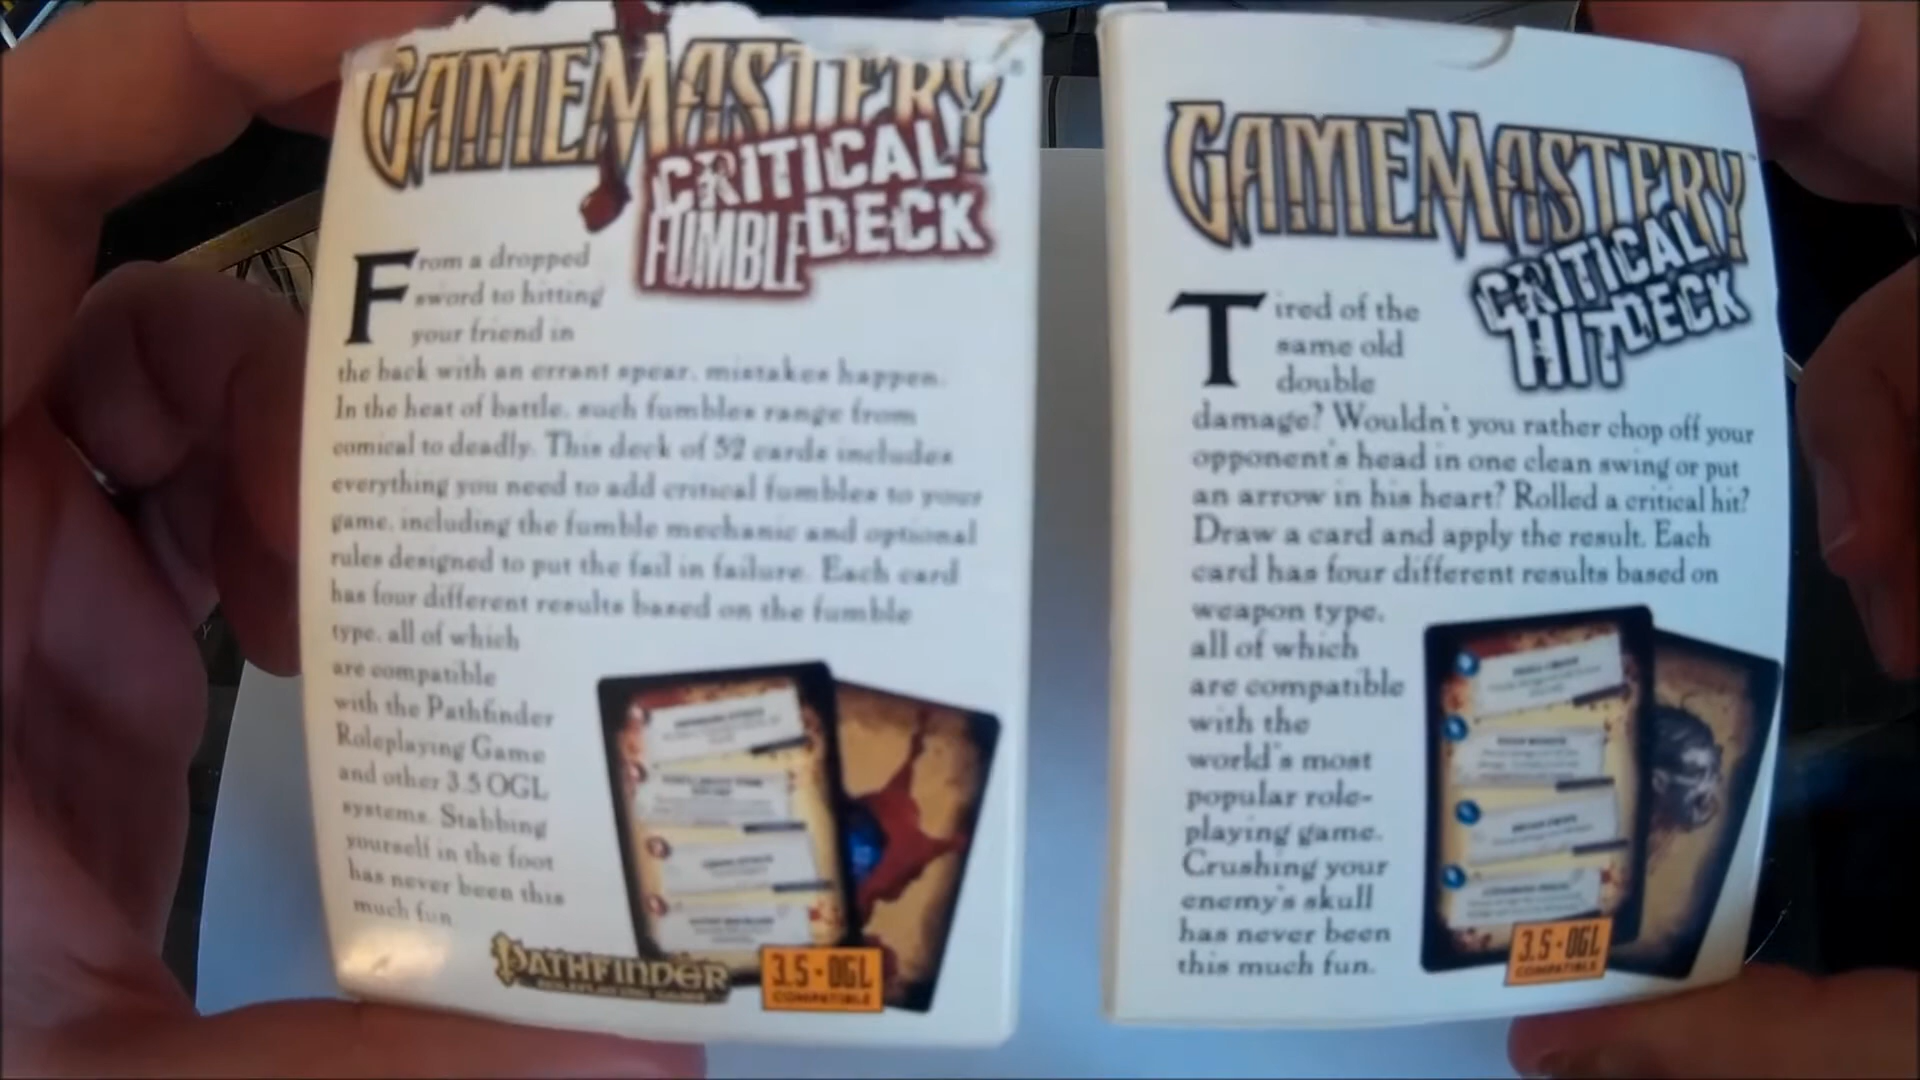 GAMEMASTERY
CRITICAL
FUMBLE DECK
From a dropped
sword to hitting
your friend in
the back with an errant spear, mistakes happen.
In the heat of battle, such fumbles range from
comical to deadly. This deck of 52 cards includes
everything you need to add critical fumbles to your
game, including the fumble mechanic and optional
rules designed to put the fail in failure. Each card
has four different results based on the fumble
type, all of which
are compatible
with the Pathfinder
Roleplaying Game
and other 3.5 OGL
systems. Stabbing
yourself in the foot
has never been this
much fun.
PATHFINDER
ROLEPLAYING GAME
3.5 • OGL
COMPATIBLE
GAMEMASTERY
CRITICAL
HIT DECK
Tired of the
same old
double
damage? Wouldn't you rather chop off your
opponent's head in one clean swing or put
an arrow in his heart? Rolled a critical hit?
Draw a card and apply the result. Each
card has four different results based on
weapon type,
all of which
are compatible
with the
world's most
popular role-
playing game.
Crushing your
enemy's skull
has never been
this much fun.
3.5 • OGL
COMPATIBLE